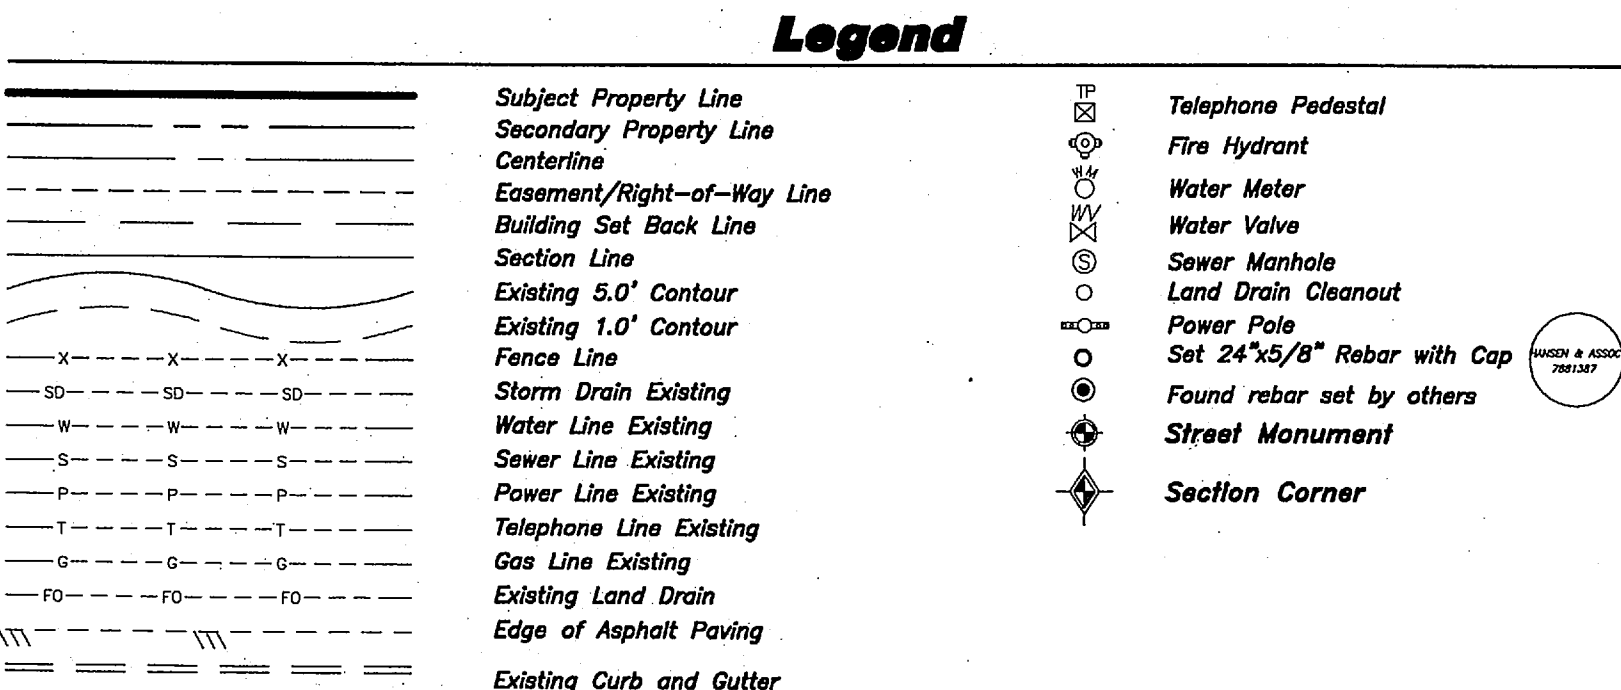 Legend
Subject Property Line
Secondary Property Line
Centerline
Easement/Right-of-Way Line
Building Set Back Line
Section Line
Existing 5.0' Contour
Existing 1.0' Contour
X X X Fence Line
SD SD SD Storm Drain Existing
W W W Water Line Existing
S S S Sewer Line Existing
P P P Power Line Existing
T T T Telephone Line Existing
G G G Gas Line Existing
FO FO FO Existing Land Drain
Edge of Asphalt Paving
Existing Curb and Gutter
TP
Telephone Pedestal
Fire Hydrant
WM
Water Meter
WV
Water Valve
S Sewer Manhole
Land Drain Cleanout
Power Pole
Set 24"x5/8" Rebar with Cap
HANSEN & ASSOC
7881387
Found rebar set by others
Street Monument
Section Corner